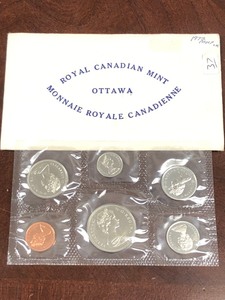 ROYAL CANADIAN MINT
OTTAWA
MONNAIE ROYALE CANADIENNE